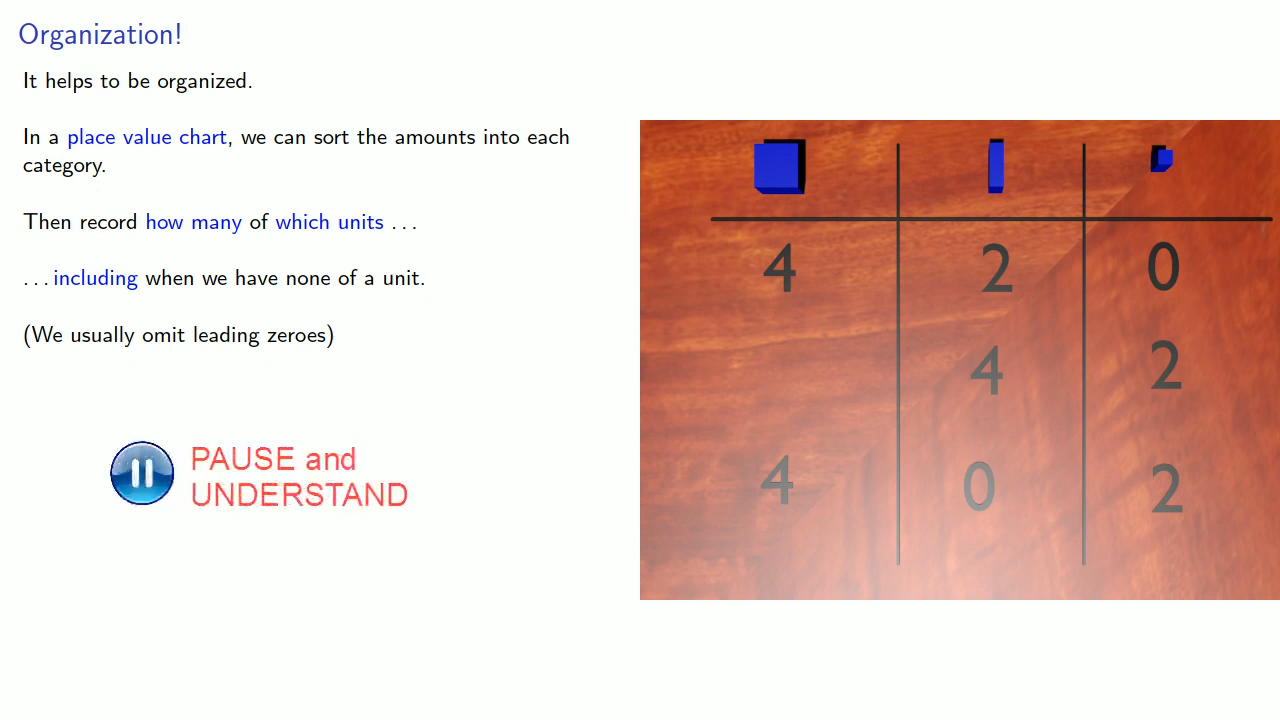 Organization!
It helps to be organized.
In a place value chart, we can sort the amounts into each
category.
Then record how many of which units . . .
. . . including when we have none of a unit.
(We usually omit leading zeroes)
PAUSE and
UNDERSTAND
4 2 0
4 2
4 0 2